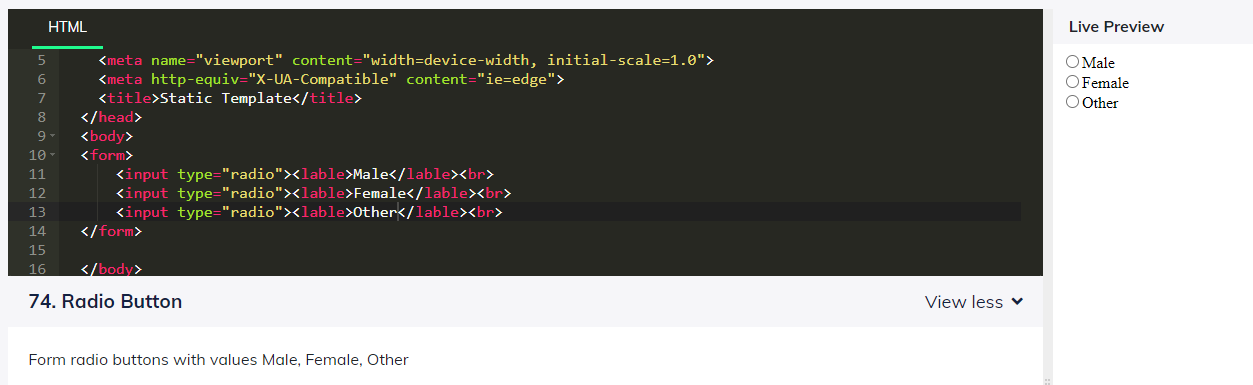 HTML
Live Preview
5 <meta name="viewport" content="width=device-width, initial-scale=1.0">
6 <meta http-equiv="X-UA-Compatible" content="ie=edge">
7 <title>Static Template</title>
8 </head>
9 <body>
10 <form>
11 <input type="radio"><lable>Male</lable><br>
12 <input type="radio"><lable>Female</lable><br>
13 <input type="radio"><lable>Other</lable><br>
14 </form>
15
16 </body>
Male
Female
Other
74. Radio Button
View less
Form radio buttons with values Male, Female, Other